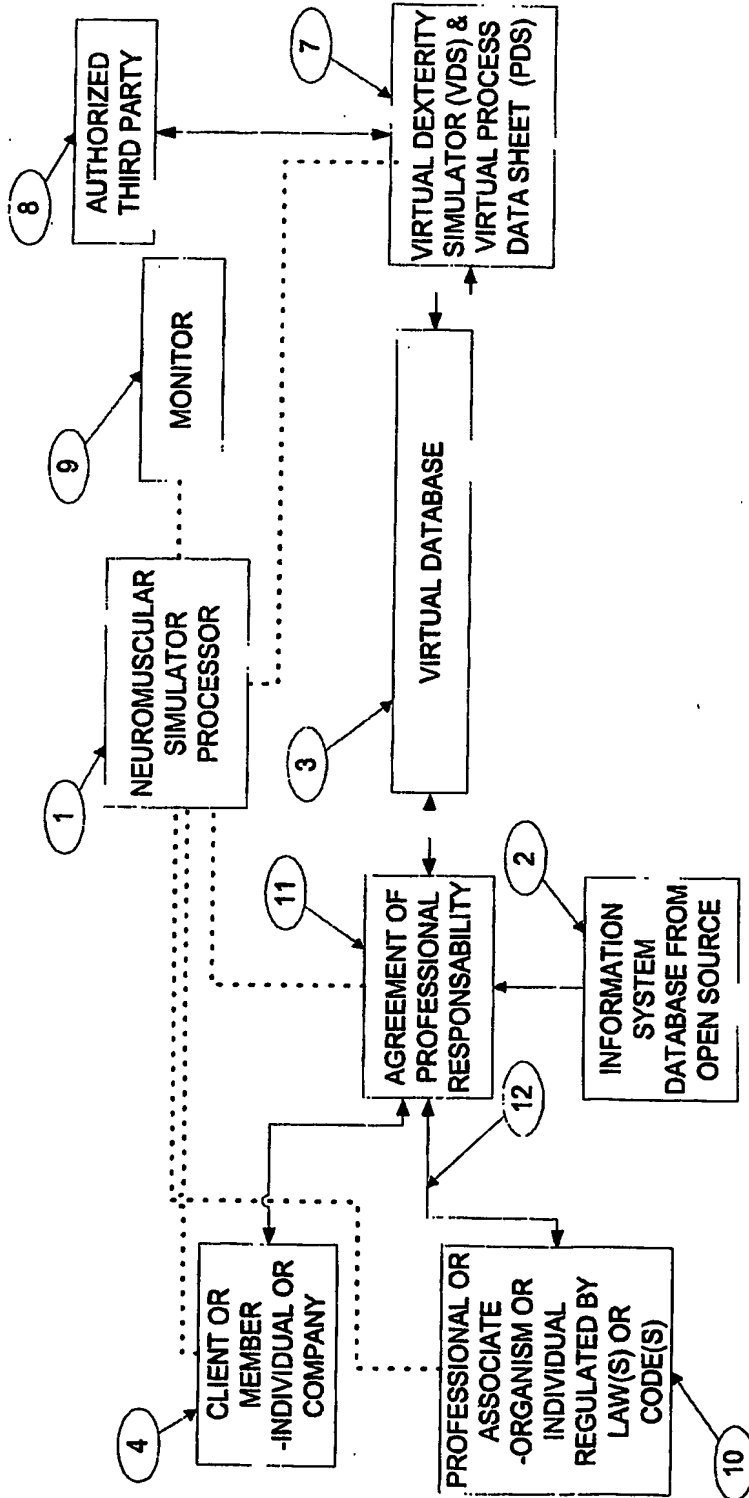 8
AUTHORIZED
THIRD PARTY
9
MONITOR
1
NEUROMUSCULAR
SIMULATOR
PROCESSOR
7
VIRTUAL DEXTERITY
SIMULATOR (VDS) &
VIRTUAL PROCESS
DATA SHEET (PDS)
3
VIRTUAL DATABASE
11
AGREEMENT OF
PROFESSIONAL
RESPONSABILITY
2
INFORMATION
SYSTEM
DATABASE FROM
OPEN SOURCE
12
4
CLIENT OR
MEMBER
-INDIVIDUAL OR
COMPANY
PROFESSIONAL OR
ASSOCIATE
-ORGANISM OR
INDIVIDUAL
REGULATED BY
LAW(S) OR
CODE(S)
10